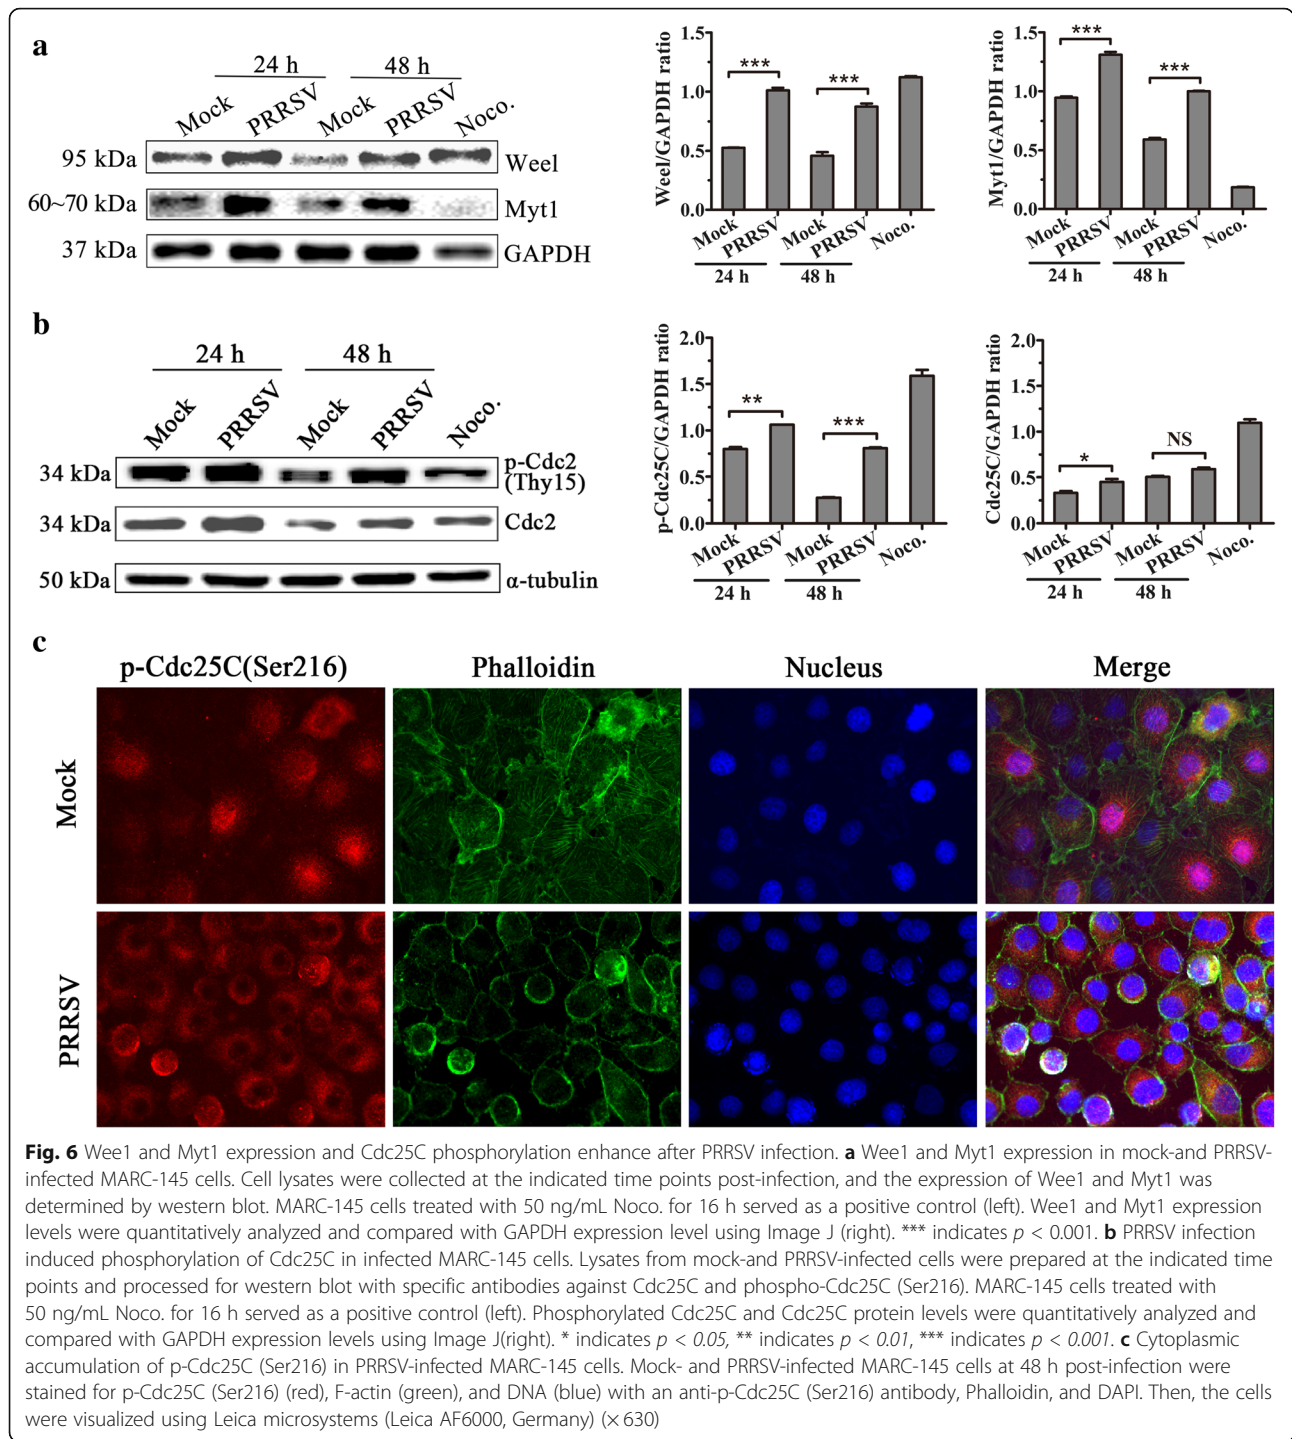 a
24 h
48 h
Mock
PRRSV
Mock
PRRSV
Noco.
95 kDa
Weel
60~70 kDa
Myt1
37 kDa
GAPDH
Weel/GAPDH ratio
1.5
1.0
0.5
0.0
***
***
Mock
PRRSV
Mock
PRRSV
Noco.
24 h
48 h
Myt1/GAPDH ratio
1.5
1.0
0.5
0.0
***
***
Mock
PRRSV
Mock
PRRSV
Noco.
24 h
48 h
b
24 h
48 h
Mock
PRRSV
Mock
PRRSV
Noco.
34 kDa
p-Cdc2
(Thy15)
34 kDa
Cdc2
50 kDa
α-tubulin
p-Cdc25C/GAPDH ratio
2.0
1.5
1.0
0.5
0.0
**
***
Mock
PRRSV
Mock
PRRSV
Noco.
24 h
48 h
Cdc25C/GAPDH ratio
2.0
1.5
1.0
0.5
0.0
*
NS
Mock
PRRSV
Mock
PRRSV
Noco.
24 h
48 h
c
p-Cdc25C(Ser216)
Phalloidin
Nucleus
Merge
Mock
PRRSV
Fig. 6 Wee1 and Myt1 expression and Cdc25C phosphorylation enhance after PRRSV infection. a Wee1 and Myt1 expression in mock-and PRRSV-
infected MARC-145 cells. Cell lysates were collected at the indicated time points post-infection, and the expression of Wee1 and Myt1 was
determined by western blot. MARC-145 cells treated with 50 ng/mL Noco. for 16 h served as a positive control (left). Wee1 and Myt1 expression
levels were quantitatively analyzed and compared with GAPDH expression level using Image J (right). *** indicates p < 0.001. b PRRSV infection
induced phosphorylation of Cdc25C in infected MARC-145 cells. Lysates from mock-and PRRSV-infected cells were prepared at the indicated time
points and processed for western blot with specific antibodies against Cdc25C and phospho-Cdc25C (Ser216). MARC-145 cells treated with
50 ng/mL Noco. for 16 h served as a positive control (left). Phosphorylated Cdc25C and Cdc25C protein levels were quantitatively analyzed and
compared with GAPDH expression levels using Image J(right). * indicates p < 0.05, ** indicates p < 0.01, *** indicates p < 0.001. c Cytoplasmic
accumulation of p-Cdc25C (Ser216) in PRRSV-infected MARC-145 cells. Mock- and PRRSV-infected MARC-145 cells at 48 h post-infection were
stained for p-Cdc25C (Ser216) (red), F-actin (green), and DNA (blue) with an anti-p-Cdc25C (Ser216) antibody, Phalloidin, and DAPI. Then, the cells
were visualized using Leica microsystems (Leica AF6000, Germany) (× 630)